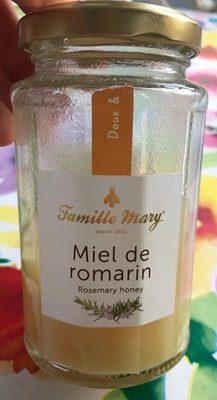 Doux &
Famille Mary
depuis 1921
Miel de
romarin
Rosemary honey